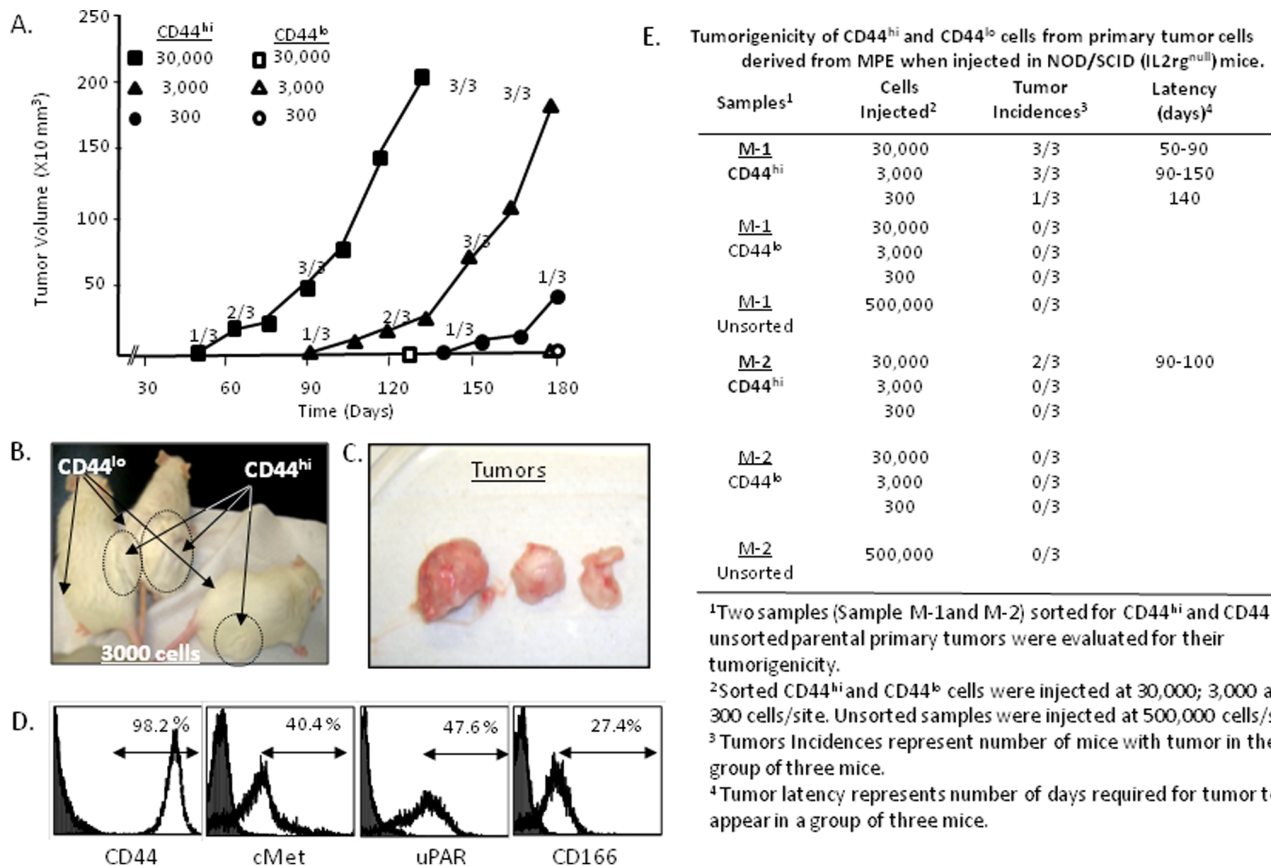 A.
CD44hi CD44lo
30,000 30,000
3,000 3,000
300 300
Tumor Volume (X10 mm3)
250
200
150
100
50
3/3 3/3
3/3 3/3
2/3 2/3
1/3 1/3 1/3 1/3
30 60 90 120 150 180
Time (Days)
B.
CD44lo CD44hi
3000 cells
C.
Tumors
D.
98.2% 40.4% 47.6% 27.4%
CD44 cMet uPAR CD166
E. Tumorigenicity of CD44hi and CD44lo cells from primary tumor cells
derived from MPE when injected in NOD/SCID (IL2rgnull) mice.
Samples1 Cells Injected2 Tumor Incidences3 Latency (days)4
M-1 30,000 3/3 50-90
CD44hi 3,000 3/3 90-150
300 1/3 140
M-1 30,000 0/3
CD44lo 3,000 0/3
300 0/3
M-1 500,000 0/3
Unsorted
M-2 30,000 2/3 90-100
CD44hi 3,000 0/3
300 0/3
M-2 30,000 0/3
CD44lo 3,000 0/3
300 0/3
M-2 500,000 0/3
Unsorted
1Two samples (Sample M-1and M-2) sorted for CD44hi and CD44
unsorted parental primary tumors were evaluated for their
tumorigenicity.
2Sorted CD44hi and CD44lo cells were injected at 30,000; 3,000 a
300 cells/site. Unsorted samples were injected at 500,000 cells/s
3 Tumors Incidences represent number of mice with tumor in the
group of three mice.
4 Tumor latency represents number of days required for tumor t
appear in a group of three mice.